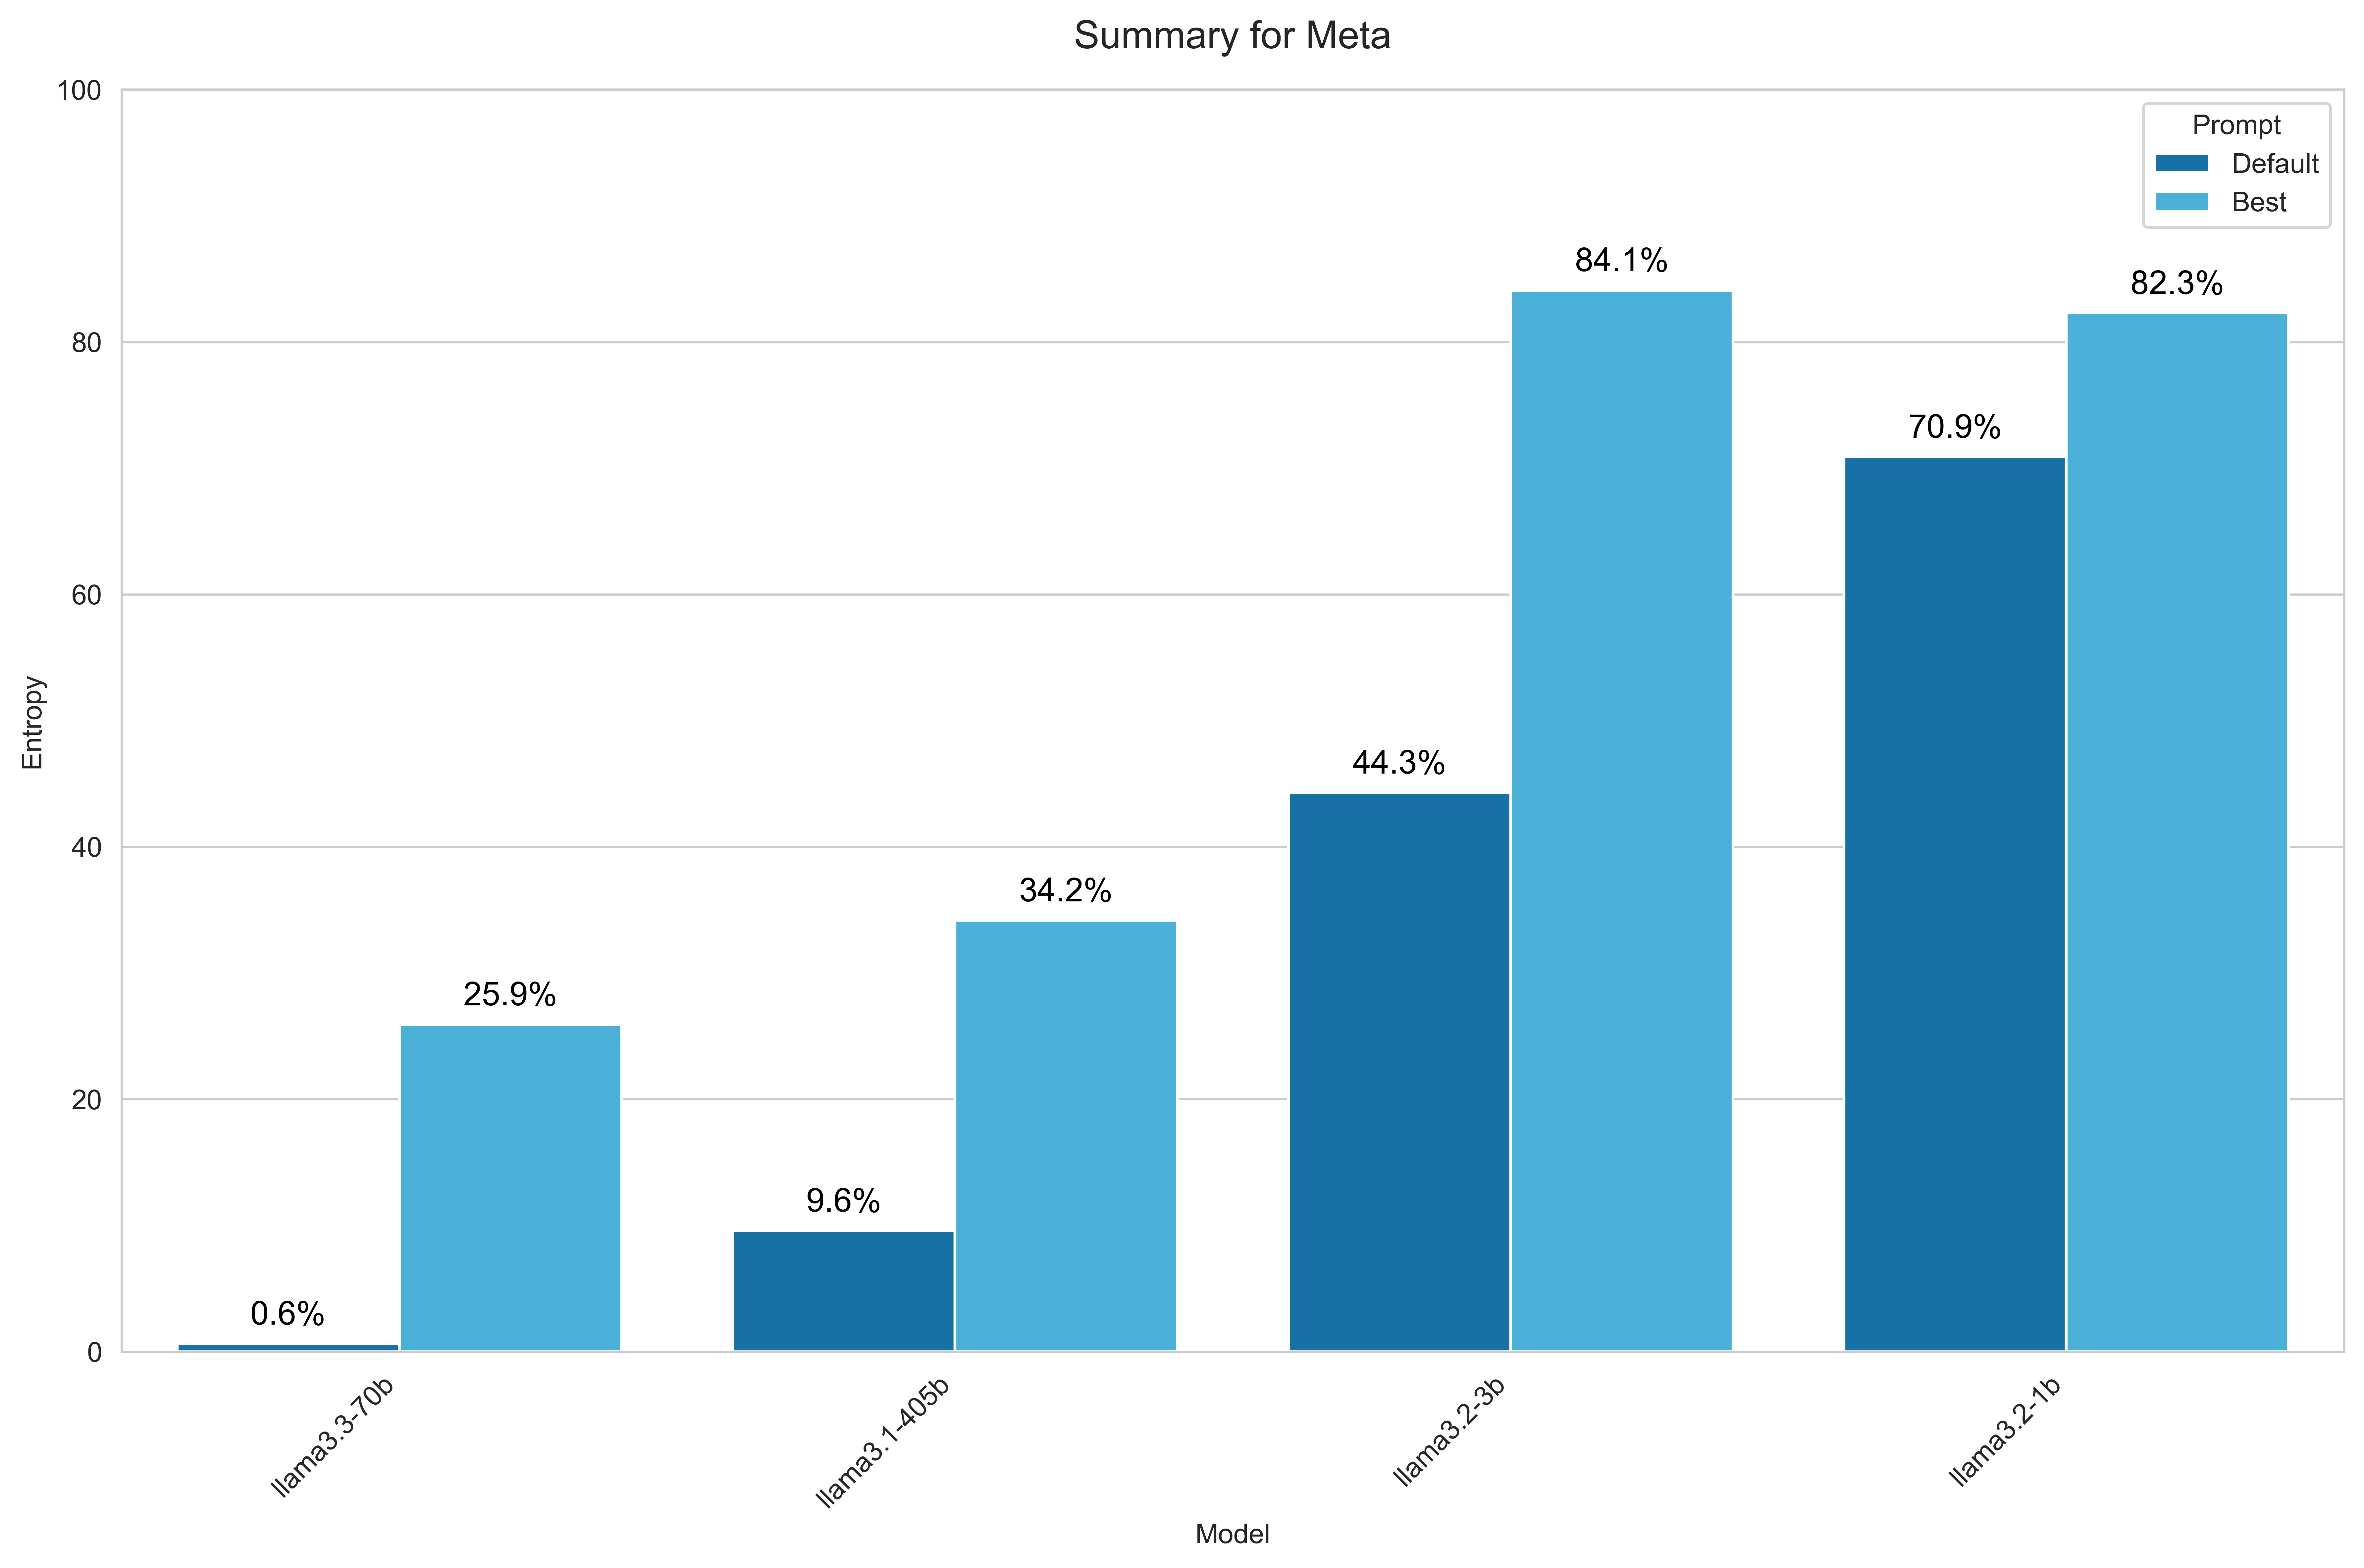 Summary for Meta
100
80
60
40
20
0
Entropy
Prompt
Default
Best
0.6%
25.9%
9.6%
34.2%
44.3%
84.1%
70.9%
82.3%
llama3.3-70b
llama3.1-405b
llama3.2-3b
llama3.2-1b
Model